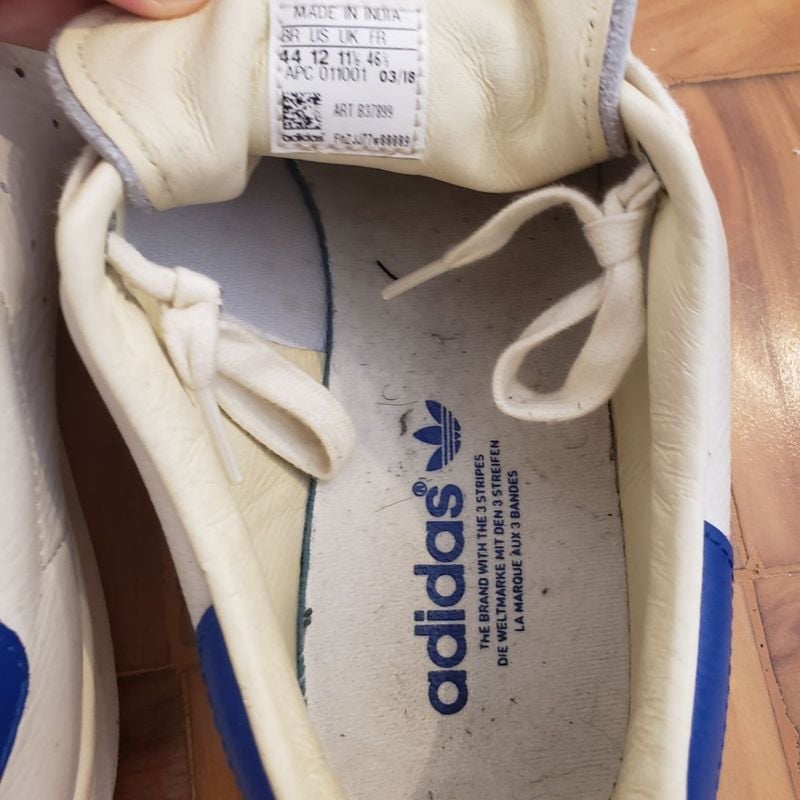 MADE IN INDIA
BR US UK FR
44 12 11½ 46⅔
APC 011001 03/18
ART B37899
adidas
adidas®
THE BRAND WITH THE 3 STRIPES
DIE WELTMARKE MIT DEN 3 STREIFEN
LA MARQUE AUX 3 BANDES